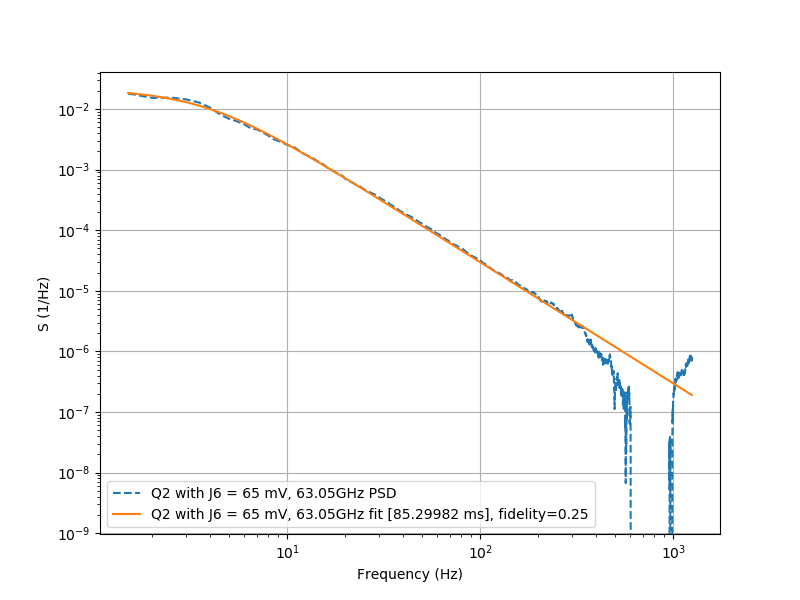 10⁻²
10⁻³
10⁻⁴
10⁻⁵
10⁻⁶
10⁻⁷
10⁻⁸
10⁻⁹
S (1/Hz)
Q2 with J6 = 65 mV, 63.05GHz PSD
Q2 with J6 = 65 mV, 63.05GHz fit [85.29982 ms], fidelity=0.25
10¹ 10² 10³
Frequency (Hz)